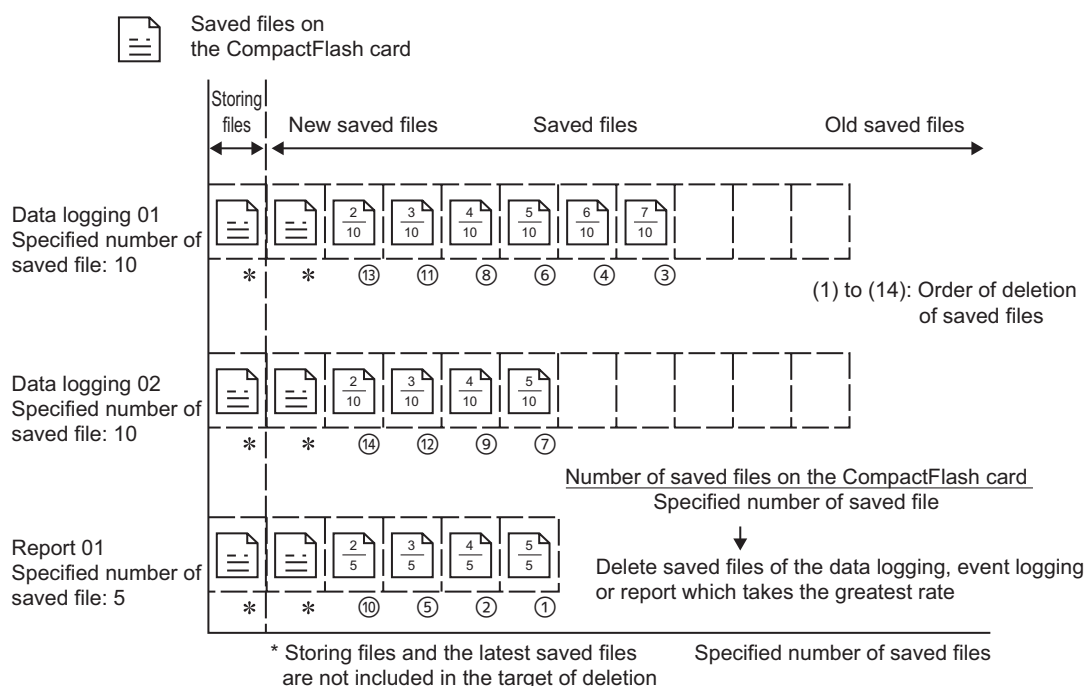 Saved files on
the CompactFlash card
Storing
files
New saved files
Saved files
Old saved files
Data logging 01
Specified number of
saved file: 10
2/10 3/10 4/10 5/10 6/10 7/10
* * ⑬ ⑪ ⑧ ⑥ ④ ③
(1) to (14): Order of deletion
of saved files
Data logging 02
Specified number of
saved file: 10
2/10 3/10 4/10 5/10
* * ⑭ ⑫ ⑨ ⑦
Number of saved files on the CompactFlash card
Specified number of saved file
Delete saved files of the data logging, event logging
or report which takes the greatest rate
Report 01
Specified number of
saved file: 5
2/5 3/5 4/5 5/5
* * ⑩ ⑤ ② ①
* Storing files and the latest saved files
are not included in the target of deletion
Specified number of saved files